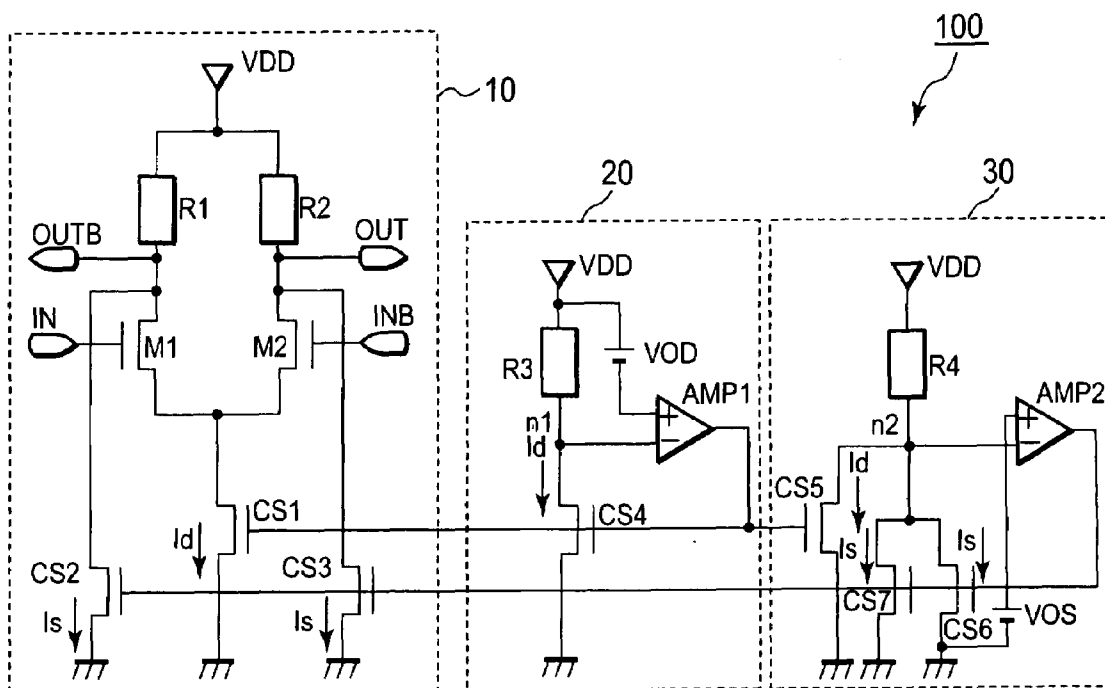 100
VDD
10
R1
R2
20
30
OUTB
OUT
VDD
VDD
IN
M1
M2
INB
R3
VOD
AMP1
R4
AMP2
n1
Id
n2
CS1
CS4
CS5
Id
Is
Is
Id
CS2
CS3
CS7
CS6
VOS
Is
Is